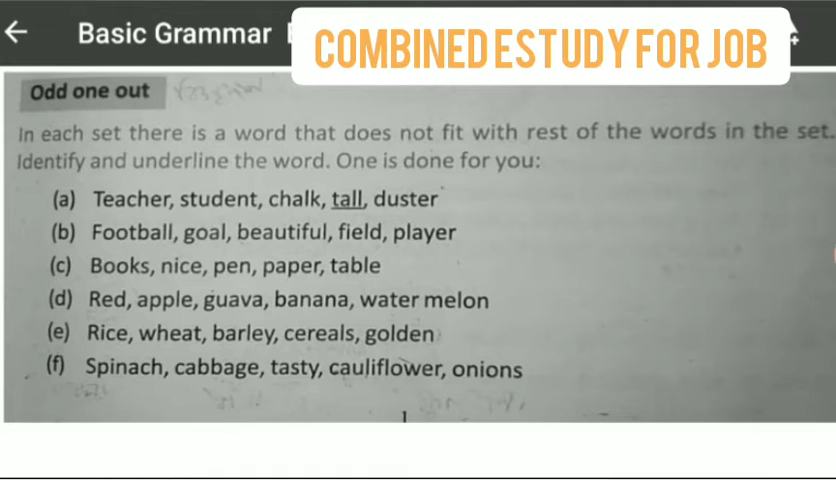 Basic Grammar
COMBINED ESTUDY FOR JOB
Odd one out
In each set there is a word that does not fit with rest of the words in the set.
Identify and underline the word. One is done for you:
(a) Teacher, student, chalk, tall, duster
(b) Football, goal, beautiful, field, player
(c) Books, nice, pen, paper, table
(d) Red, apple, guava, banana, water melon
(e) Rice, wheat, barley, cereals, golden
(f) Spinach, cabbage, tasty, cauliflower, onions
1